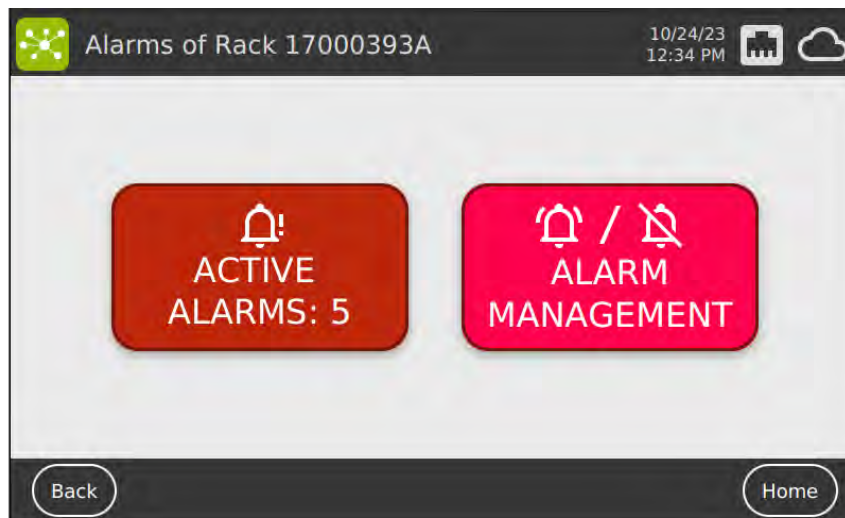 Alarms of Rack 17000393A
10/24/23
12:34 PM
ACTIVE
ALARMS: 5
ALARM
MANAGEMENT
Back
Home